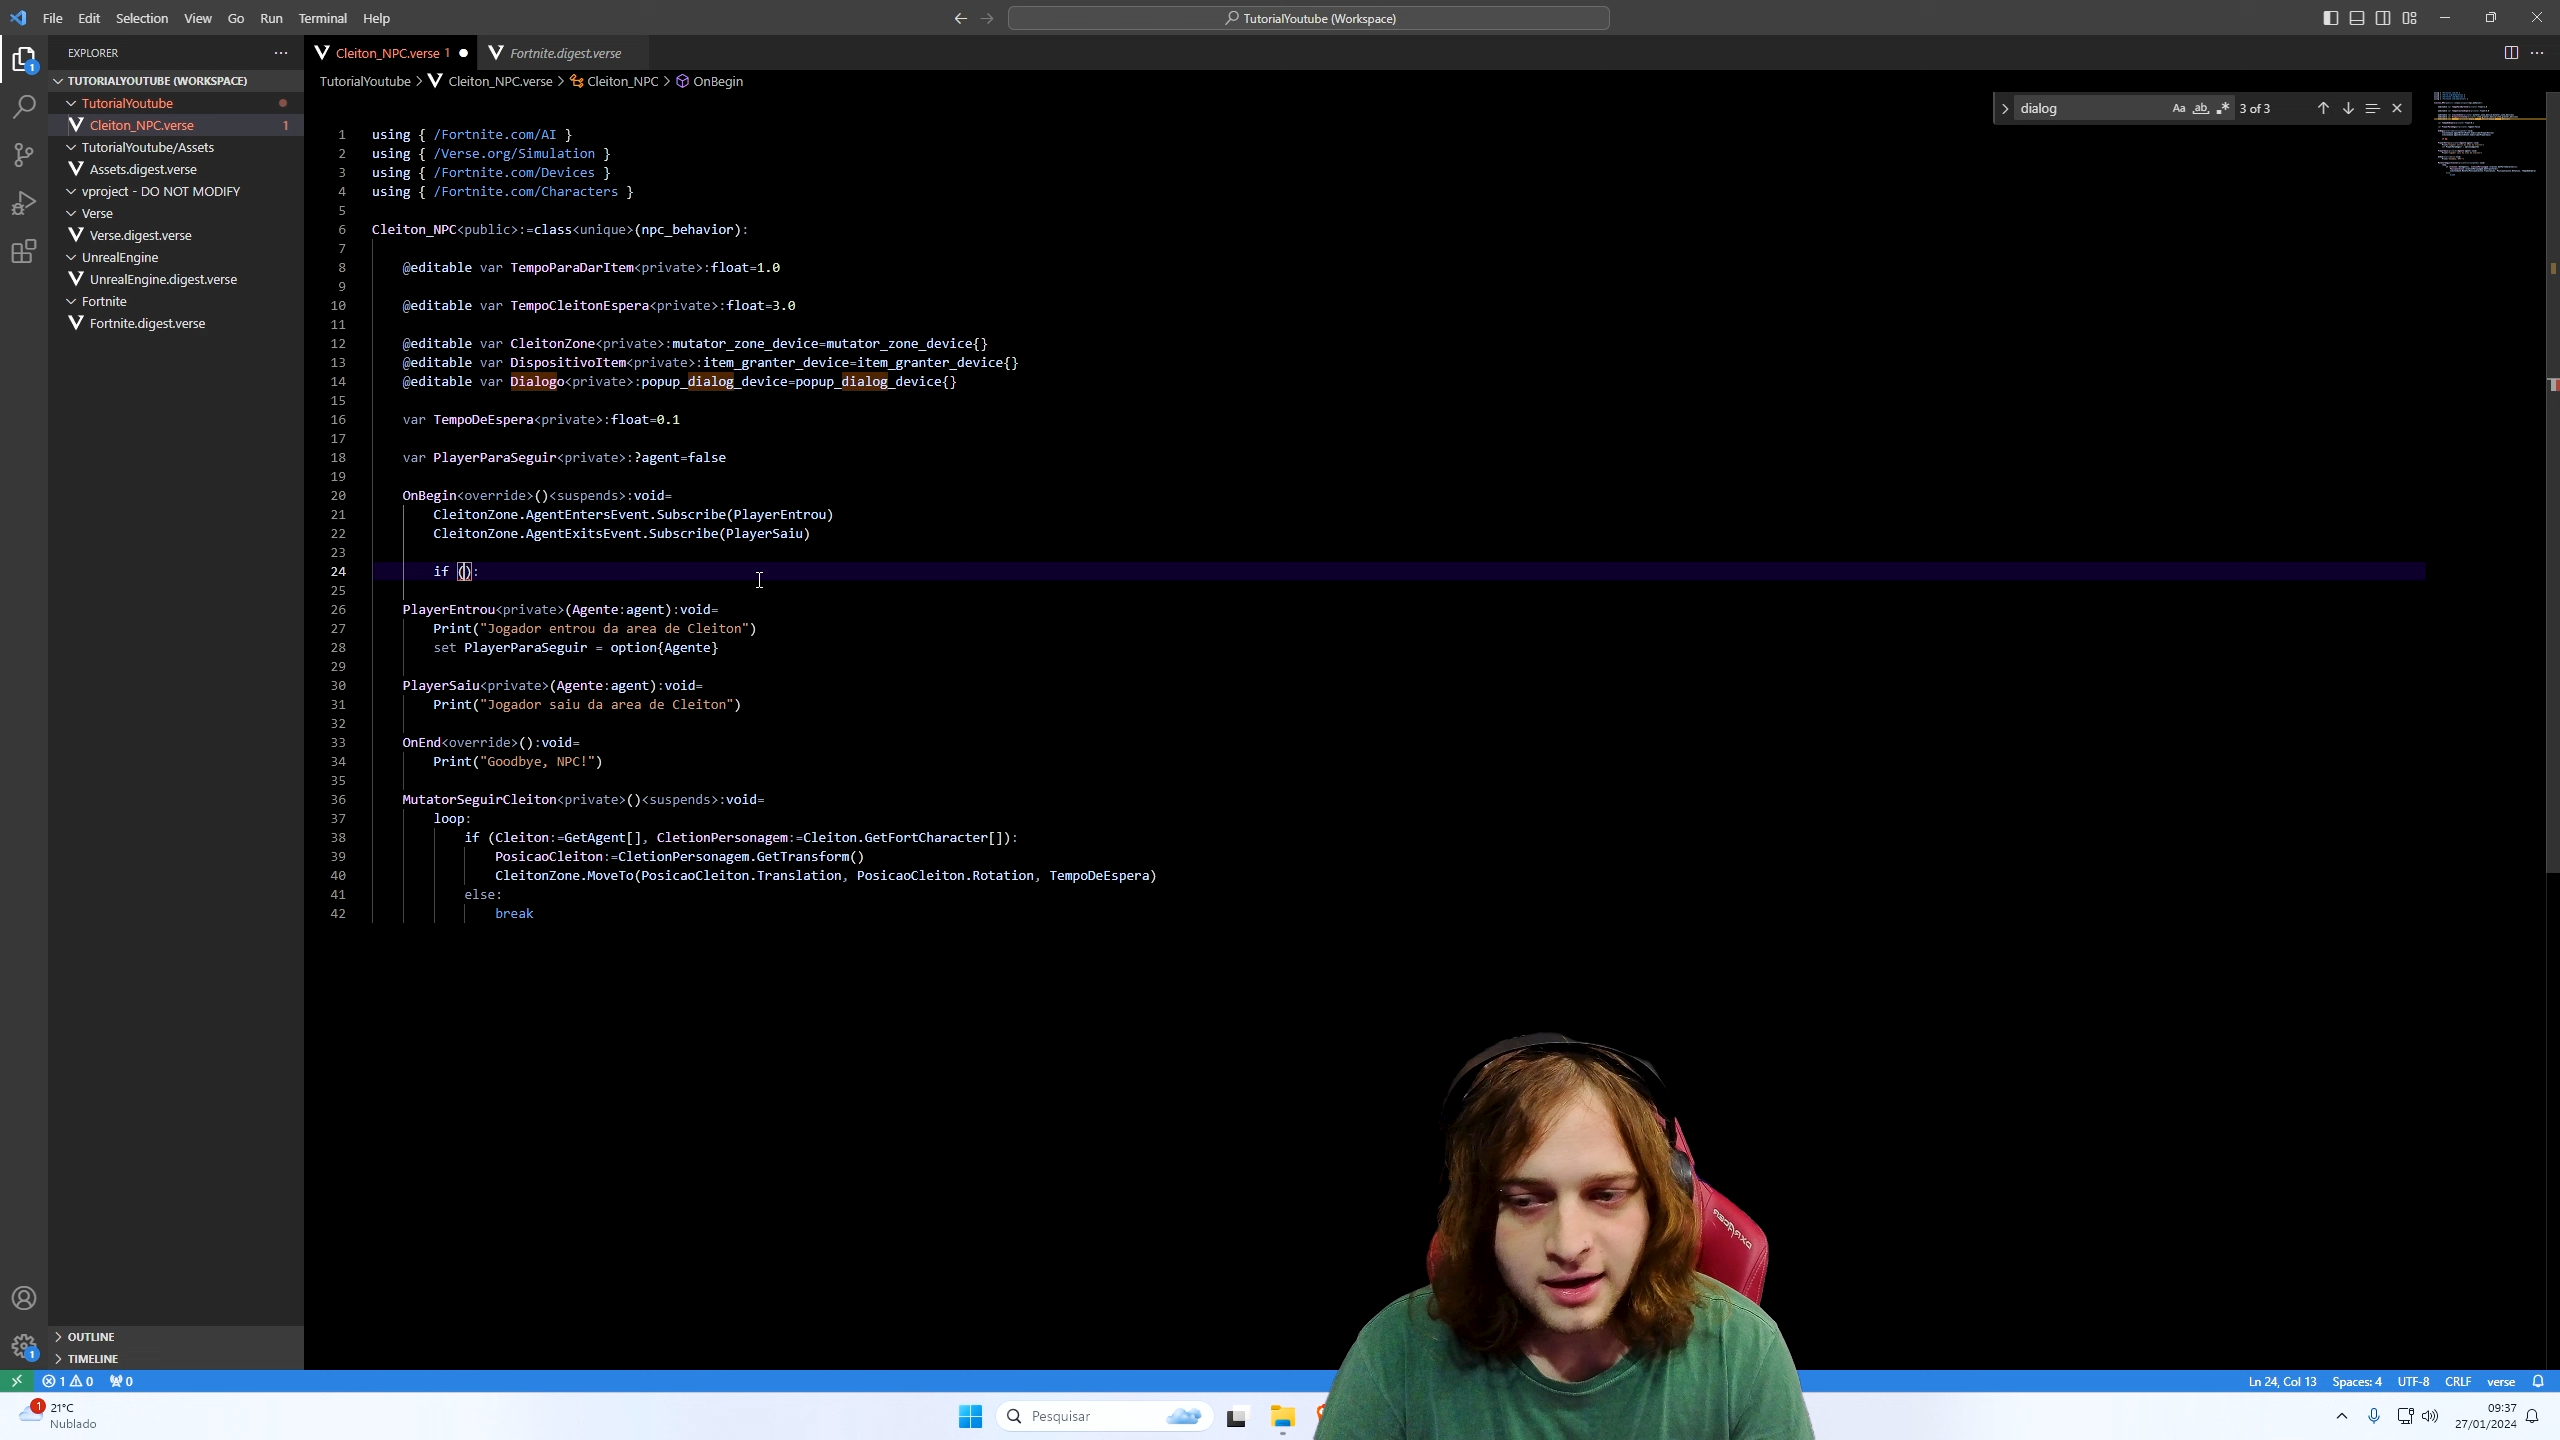 File Edit Selection View Go Run Terminal Help
TutorialYoutube (Workspace)
EXPLORER
Cleiton_NPC.verse 1
Fortnite.digest.verse
TUTORIALYOUTUBE (WORKSPACE)
TutorialYoutube
Cleiton_NPC.verse 1
TutorialYoutube/Assets
Assets.digest.verse
vproject - DO NOT MODIFY
Verse
Verse.digest.verse
UnrealEngine
UnrealEngine.digest.verse
Fortnite
Fortnite.digest.verse
OUTLINE
TIMELINE
TutorialYoutube > Cleiton_NPC.verse > Cleiton_NPC > OnBegin
dialog Aa ab 3 of 3
1 using { /Fortnite.com/AI }
2 using { /Verse.org/Simulation }
3 using { /Fortnite.com/Devices }
4 using { /Fortnite.com/Characters }
5
6 Cleiton_NPC<public>:=class<unique>(npc_behavior):
7
8 @editable var TempoParaDarItem<private>:float=1.0
9
10 @editable var TempoCleitonEspera<private>:float=3.0
11
12 @editable var CleitonZone<private>:mutator_zone_device=mutator_zone_device{}
13 @editable var DispositivoItem<private>:item_granter_device=item_granter_device{}
14 @editable var Dialogo<private>:popup_dialog_device=popup_dialog_device{}
15
16 var TempoDeEspera<private>:float=0.1
17
18 var PlayerParaSeguir<private>:?agent=false
19
20 OnBegin<override>()<suspends>:void=
21 CleitonZone.AgentEntersEvent.Subscribe(PlayerEntrou)
22 CleitonZone.AgentExitsEvent.Subscribe(PlayerSaiu)
23
24 if ():
25
26 PlayerEntrou<private>(Agente:agent):void=
27 Print("Jogador entrou da area de Cleiton")
28 set PlayerParaSeguir = option{Agente}
29
30 PlayerSaiu<private>(Agente:agent):void=
31 Print("Jogador saiu da area de Cleiton")
32
33 OnEnd<override>():void=
34 Print("Goodbye, NPC!")
35
36 MutatorSeguirCleiton<private>()<suspends>:void=
37 loop:
38 if (Cleiton:=GetAgent[], CletionPersonagem:=Cleiton.GetFortCharacter[]):
39 PosicaoCleiton:=CletionPersonagem.GetTransform()
40 CleitonZone.MoveTo(PosicaoCleiton.Translation, PosicaoCleiton.Rotation, TempoDeEspera)
41 else:
42 break
DXRACER
1 0 0
Ln 24, Col 13 Spaces: 4 UTF-8 CRLF verse
1 21°C
Nublado
Pesquisar
09:37
27/01/2024